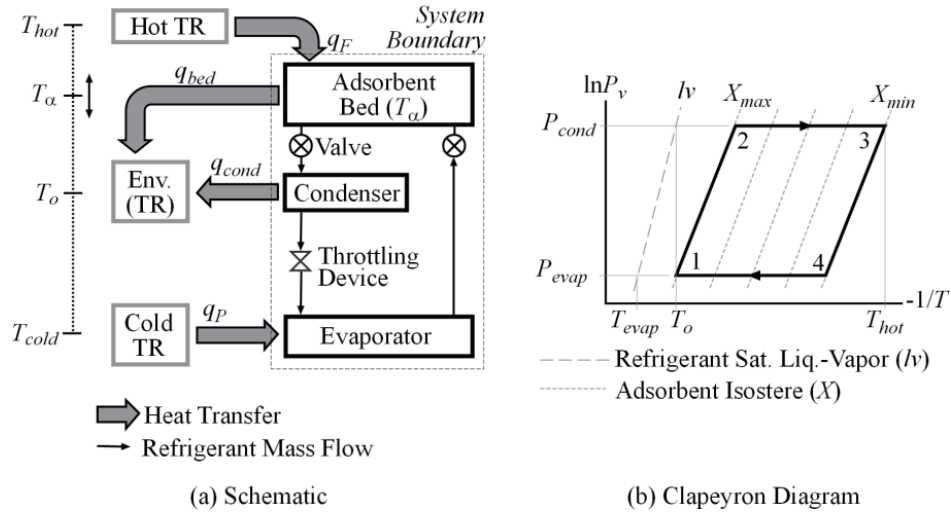 T_hot
Hot TR
q_F
System
Boundary
T_α
q_bed
Adsorbent
Bed (T_α)
Valve
T_o
Env.
(TR)
q_cond
Condenser
Throttling
Device
T_cold
Cold
TR
q_P
Evaporator
Heat Transfer
Refrigerant Mass Flow
(a) Schematic
lnP_v
lv
X_max
X_min
P_cond
2
3
P_evap
1
4
-1/T
T_evap
T_o
T_hot
Refrigerant Sat. Liq.-Vapor (lv)
Adsorbent Isostere (X)
(b) Clapeyron Diagram